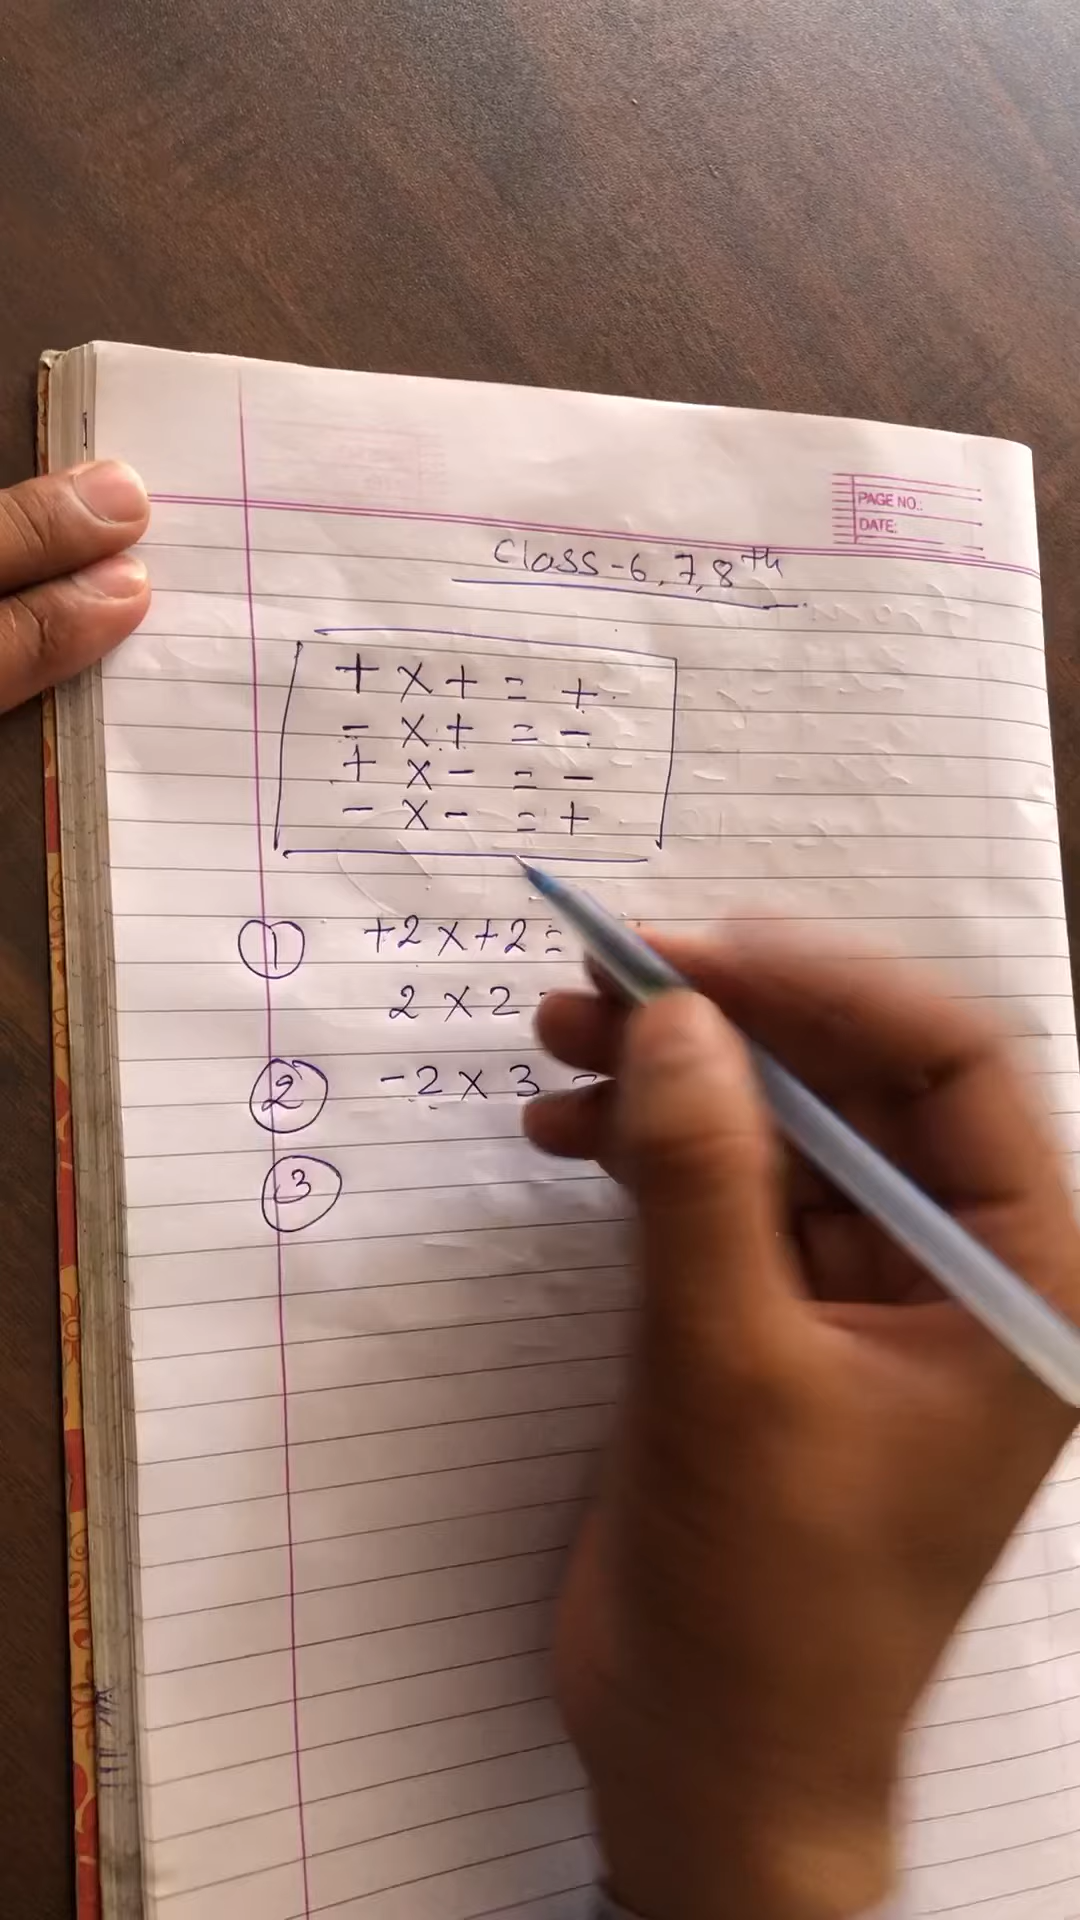 PAGE NO.:
DATE:
Class-6,7,8th
+ x + = +
- x + = -
+ x - = -
- x - = +
1 +2 x +2 =
2 x 2 =
2 -2 x 3 =
3